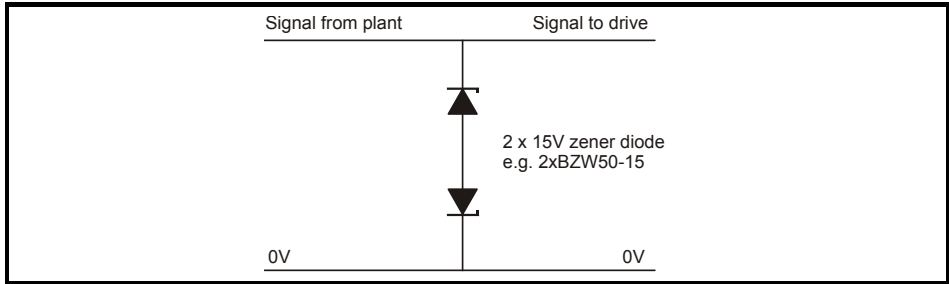 Signal from plant Signal to drive
2 x 15V zener diode
e.g. 2xBZW50-15
0V 0V